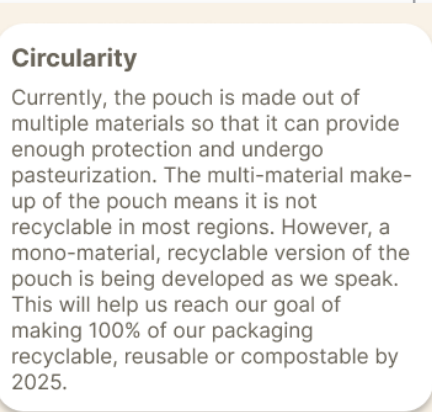 Circularity
Currently, the pouch is made out of
multiple materials so that it can provide
enough protection and undergo
pasteurization. The multi-material make-
up of the pouch means it is not
recyclable in most regions. However, a
mono-material, recyclable version of the
pouch is being developed as we speak.
This will help us reach our goal of
making 100% of our packaging
recyclable, reusable or compostable by
2025.